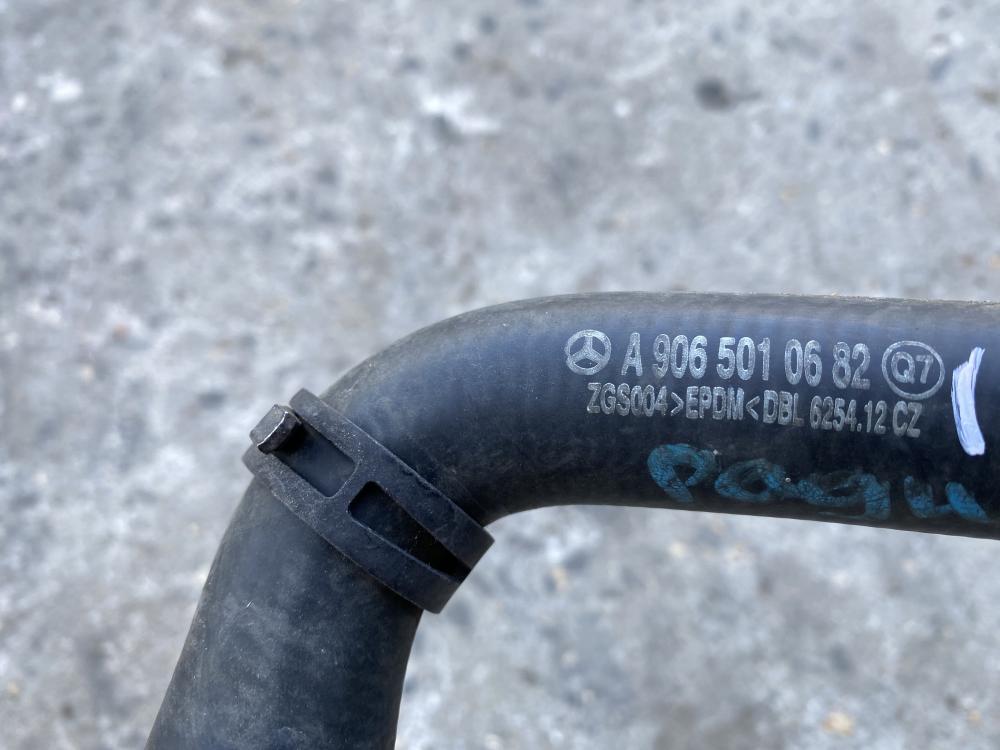 A 906 501 06 82 Q7
ZGS004 >EPDM< DBL 6254.12 CZ